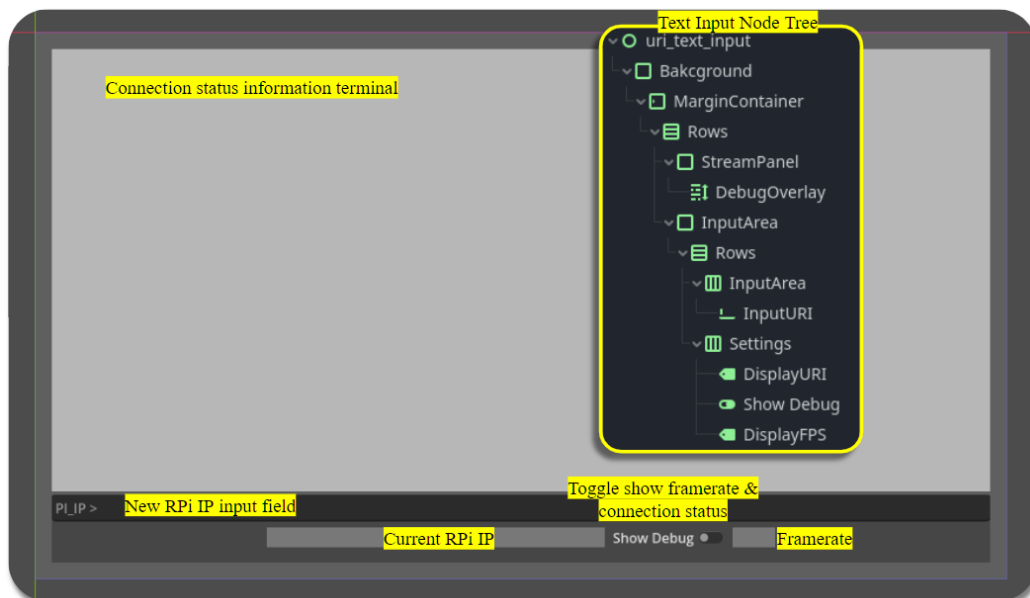 Text Input Node Tree
uri_text_input
Bakcground
MarginContainer
Rows
StreamPanel
DebugOverlay
InputArea
Rows
InputArea
InputURI
Settings
DisplayURI
Show Debug
DisplayFPS
Connection status information terminal
Toggle show framerate &
connection status
PI_IP >
New RPi IP input field
Current RPi IP
Show Debug
Framerate